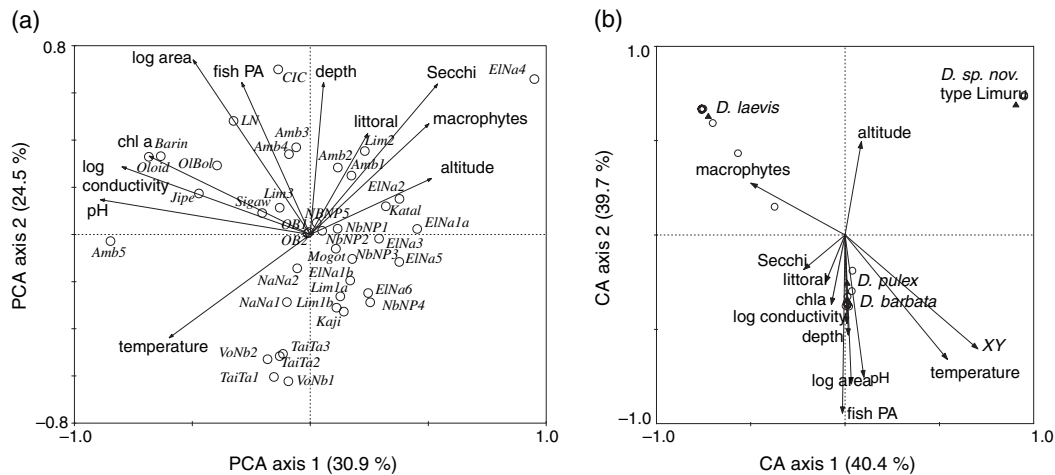 (a)
0.8
log area
fish PA
CIC
depth
Secchi
ElNa4
littoral
macrophytes
LN
Amb3
Amb4
Lim2
chl a
Barin
Oloid
OlBol
Amb2
Amb1
altitude
log
conductivity
Jipe
Sigaw
Lim3
NBNP5
ElNa2
Katal
pH
OB1
NbNP1
ElNa1a
OB2
NbNP2
ElNa3
Amb5
Mogot
NbNP3
ElNa5
NaNa2
ElNa1b
NaNa1
Lim1a
Lim1b
ElNa6
NbNP4
Kaji
temperature
VoNb2
TaiTa3
TaiTa2
TaiTa1
VoNb1
PCA axis 2 (24.5 %)
−0.8
−1.0
1.0
PCA axis 1 (30.9 %)
(b)
1.0
D. laevis
D. sp. nov.
type Limuru
altitude
macrophytes
Secchi
littoral
chla
D. pulex
D. barbata
log conductivity
depth
XY
temperature
log area
pH
fish PA
CA axis 2 (39.7 %)
−1.0
−1.0
1.0
CA axis 1 (40.4 %)